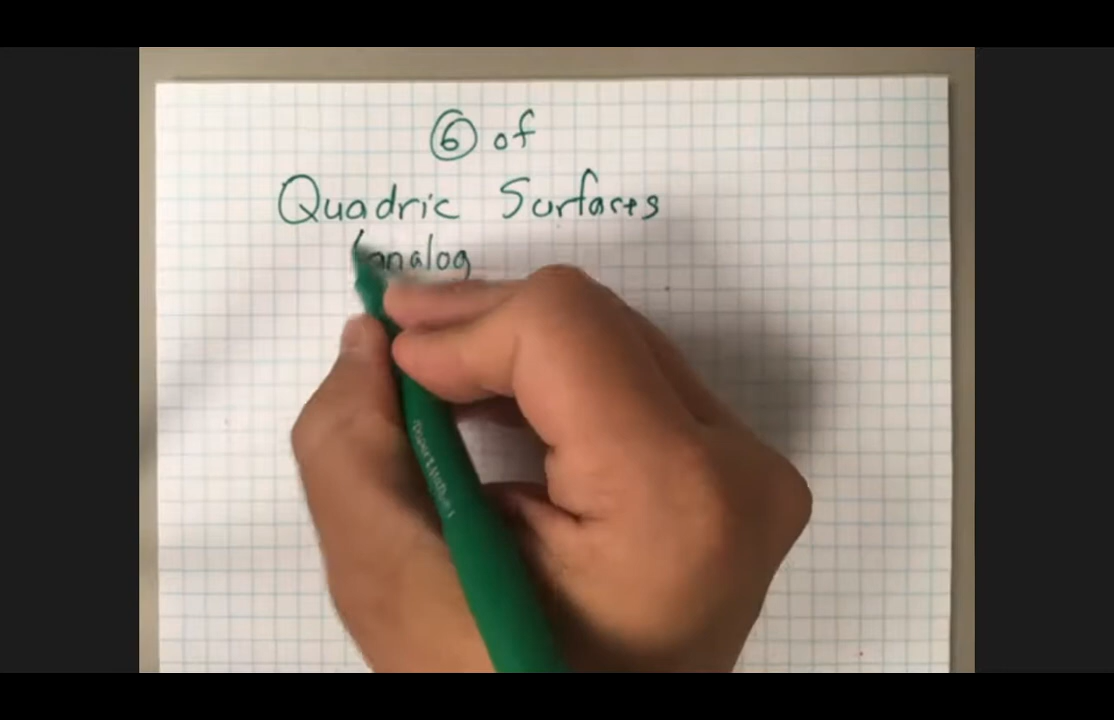 ⑥ of
Quadric Surfaces
(analog